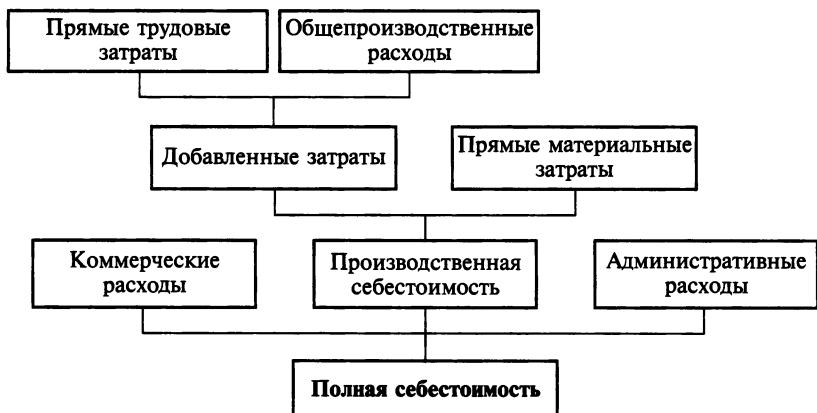 Прямые трудовые
затраты
Общепроизводственные
расходы
Добавленные затраты
Прямые материальные
затраты
Коммерческие
расходы
Производственная
себестоимость
Административные
расходы
Полная себестоимость